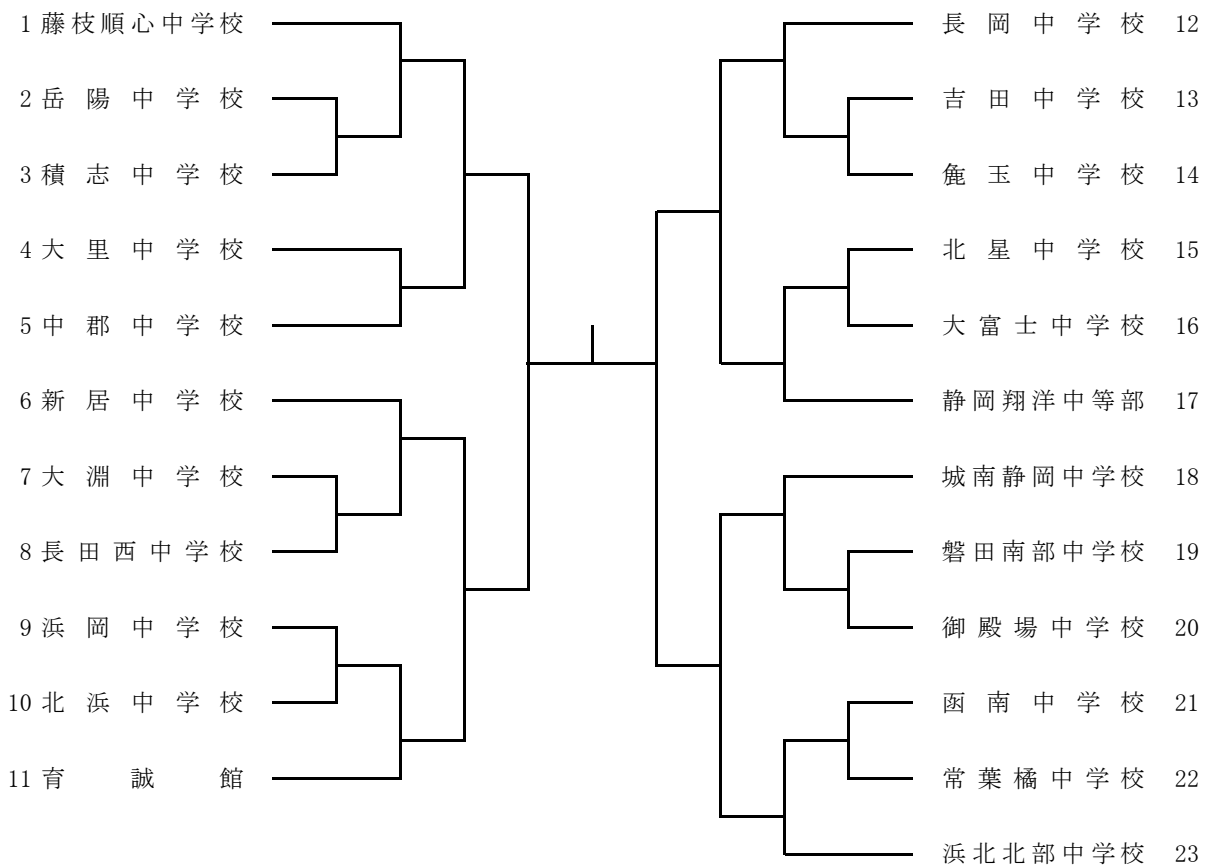 1 藤枝順心中学校
2 岳陽中学校
3 積志中学校
4 大里中学校
5 中郡中学校
6 新居中学校
7 大淵中学校
8 長田西中学校
9 浜岡中学校
10 北浜中学校
11 育誠館
長岡中学校 12
吉田中学校 13
麁玉中学校 14
北星中学校 15
大富士中学校 16
静岡翔洋中等部 17
城南静岡中学校 18
磐田南部中学校 19
御殿場中学校 20
函南中学校 21
常葉橘中学校 22
浜北北部中学校 23